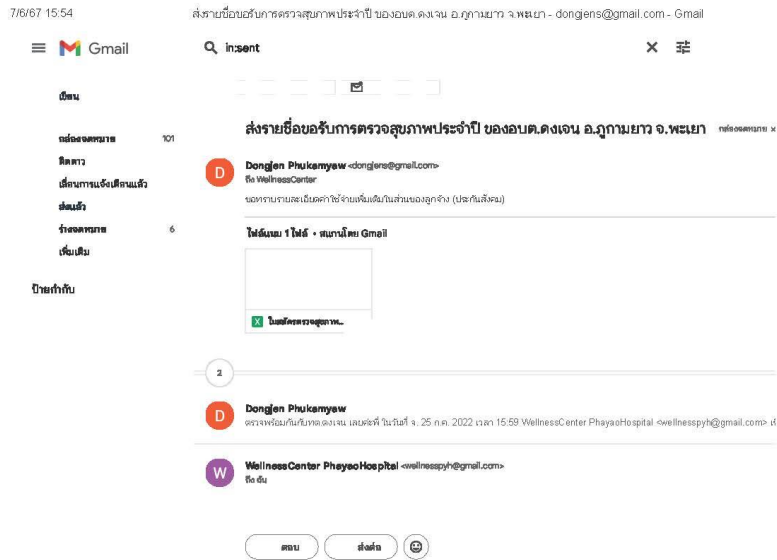 7/6/67 15:54
ส่งรายชื่อขอรับการตรวจสุขภาพประจำปี ของอบต.ดงเจน อ.ภูกามยาว จ.พะเยา - dongjens@gmail.com - Gmail
Gmail
in:sent
เขียน
กล่องจดหมาย 101
ติดดาว
เลื่อนการแจ้งเตือนแล้ว
ส่งแล้ว
ร่างจดหมาย 6
เพิ่มเติม
ป้ายกำกับ
ส่งรายชื่อขอรับการตรวจสุขภาพประจำปี ของอบต.ดงเจน อ.ภูกามยาว จ.พะเยา กล่องจดหมาย x
Dongjen Phukamyaw <dongjens@gmail.com>
ถึง WellnessCenter
ขอทราบรายละเอียดค่าใช้จ่ายเพิ่มเติมในส่วนของลูกจ้าง (ประกันสังคม)
ไฟล์แนบ 1 ไฟล์ • สแกนโดย Gmail
X ใบสมัครตรวจสุขภาพ...
2
Dongjen Phukamyaw
ตรวจพร้อมกันกับทต.ดงเจน เลยค่ะพี่ ในวันที่ จ. 25 ก.ค. 2022 เวลา 15:59 WellnessCenter PhayaoHospital <wellnesspyh@gmail.com>
WellnessCenter PhayaoHospital <wellnesspyh@gmail.com>
ถึง ฉัน
ตอบ
ส่งต่อ